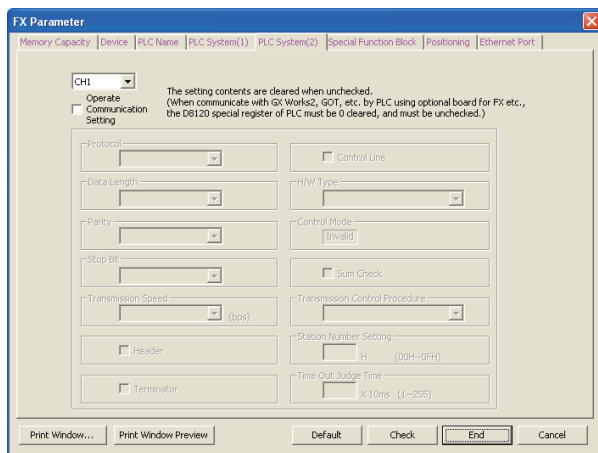 FX Parameter
Memory Capacity Device PLC Name PLC System(1) PLC System(2) Special Function Block Positioning Ethernet Port
CH1
Operate
Communication
Setting
The setting contents are cleared when unchecked.
(When communicate with GX Works2, GOT, etc. by PLC using optional board for FX etc.,
the D8120 special register of PLC must be 0 cleared, and must be unchecked.)
Protocol
Control Line
Data Length
H/W Type
Parity
Control Mode
Invalid
Stop Bit
Sum Check
Transmission Speed
(bps)
Transmission Control Procedure
Header
Station Number Setting
H (00H--0FH)
Terminator
Time Out Judge Time
X 10ms (1--255)
Print Window... Print Window Preview Default Check End Cancel